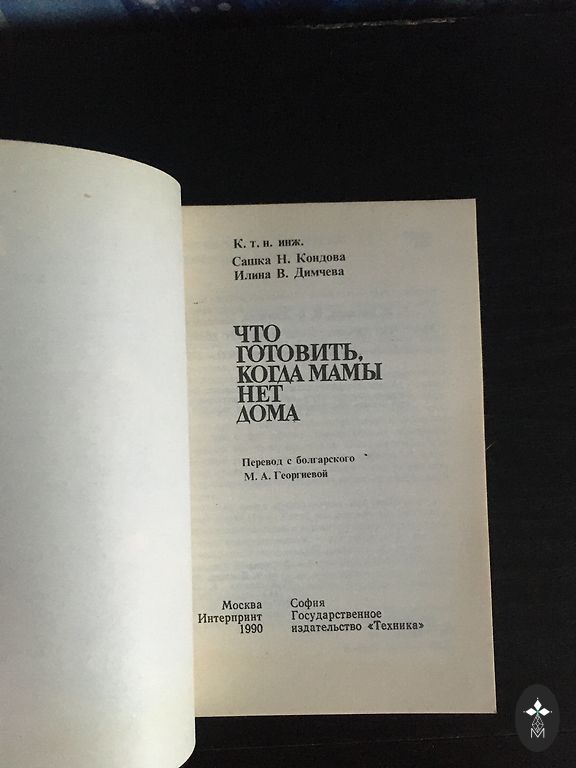 К. т. н. инж.
Сашка Н. Кондова
Илина В. Димчева
ЧТО
ГОТОВИТЬ,
КОГДА МАМЫ
НЕТ
ДОМА
Перевод с болгарского
М. А. Георгиевой
Москва
Интерпринт
1990
София
Государственное
издательство «Техника»
М